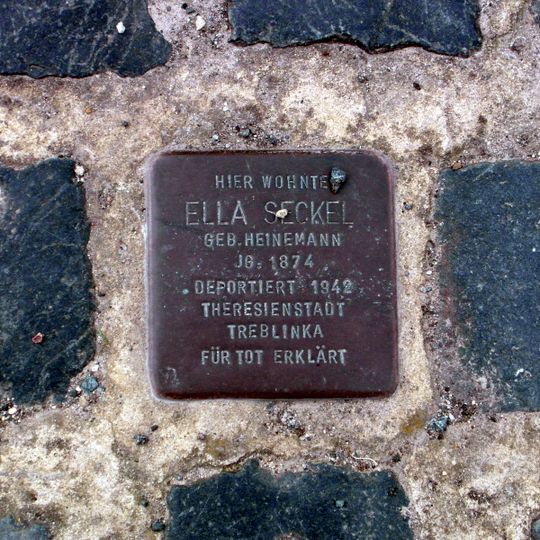 HIER WOHNTE
ELLA SECKEL
GEB. HEINEMANN
JG. 1874
DEPORTIERT 1942
THERESIENSTADT
TREBLINKA
FÜR TOT ERKLÄRT